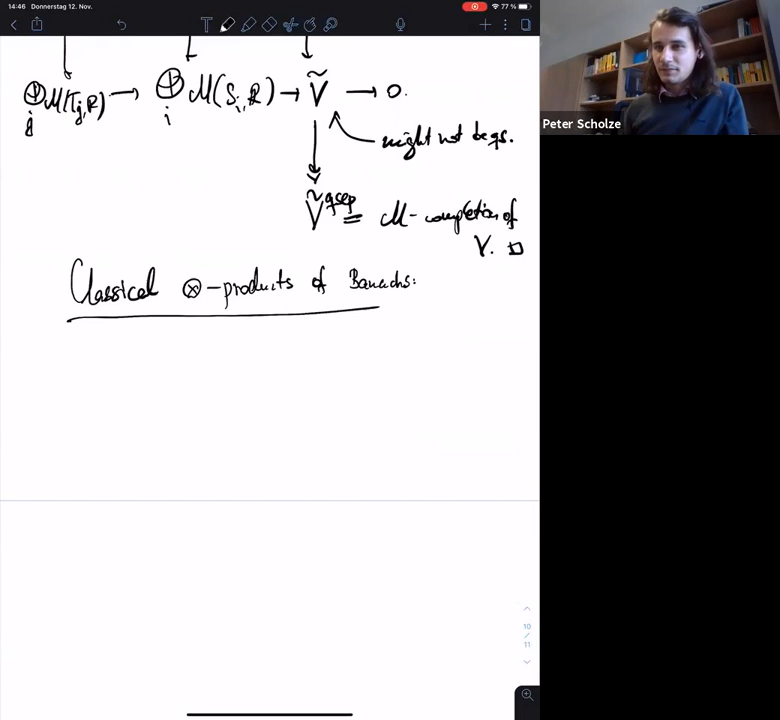 14:46 Donnerstag 12. Nov.
77 %
⊕ M(T_j, R) → ⊕ M(S_i, R) → Ṽ → 0.
j i
might not be qs.
Ṽ^qsep = M-completion of
V. □
Classical ⊗-products of Banachs:
Peter Scholze
10
/
11